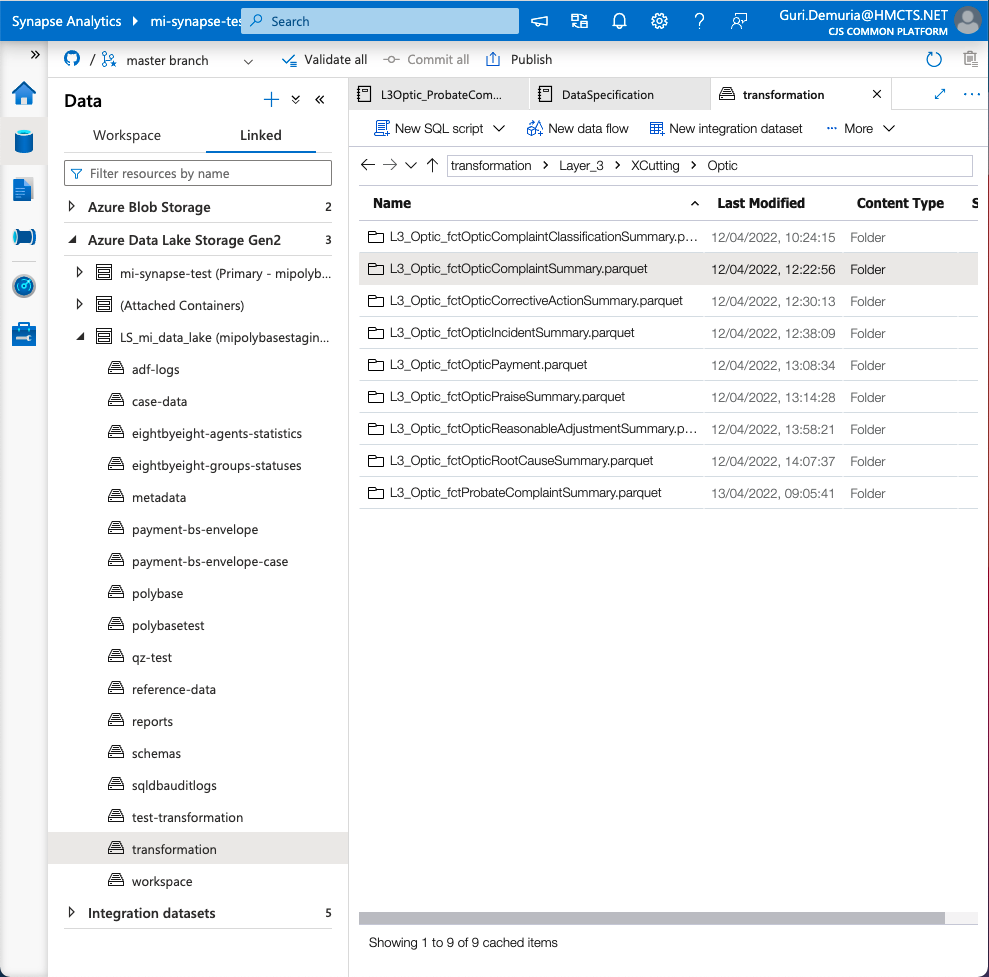 Synapse Analytics
mi-synapse-tes
Search
Guri.Demuria@HMCTS.NET
CJS COMMON PLATFORM
/
master branch
Validate all
Commit all
Publish
Data
Workspace
Linked
Filter resources by name
Azure Blob Storage 2
Azure Data Lake Storage Gen2 3
mi-synapse-test (Primary - mipolyb...
(Attached Containers)
LS_mi_data_lake (mipolybasestagin...
adf-logs
case-data
eightbyeight-agents-statistics
eightbyeight-groups-statuses
metadata
payment-bs-envelope
payment-bs-envelope-case
polybase
polybasetest
qz-test
reference-data
reports
schemas
sqldbauditlogs
test-transformation
transformation
workspace
Integration datasets 5
L3Optic_ProbateCom...
DataSpecification
transformation
New SQL script
New data flow
New integration dataset
More
transformation > Layer_3 > XCutting > Optic
Name Last Modified Content Type S
L3_Optic_fctOpticComplaintClassificationSummary.p... 12/04/2022, 10:24:15 Folder
L3_Optic_fctOpticComplaintSummary.parquet 12/04/2022, 12:22:56 Folder
L3_Optic_fctOpticCorrectiveActionSummary.parquet 12/04/2022, 12:30:13 Folder
L3_Optic_fctOpticIncidentSummary.parquet 12/04/2022, 12:38:09 Folder
L3_Optic_fctOpticPayment.parquet 12/04/2022, 13:08:34 Folder
L3_Optic_fctOpticPraiseSummary.parquet 12/04/2022, 13:14:28 Folder
L3_Optic_fctOpticReasonableAdjustmentSummary.p... 12/04/2022, 13:58:21 Folder
L3_Optic_fctOpticRootCauseSummary.parquet 12/04/2022, 14:07:37 Folder
L3_Optic_fctProbateComplaintSummary.parquet 13/04/2022, 09:05:41 Folder
Showing 1 to 9 of 9 cached items